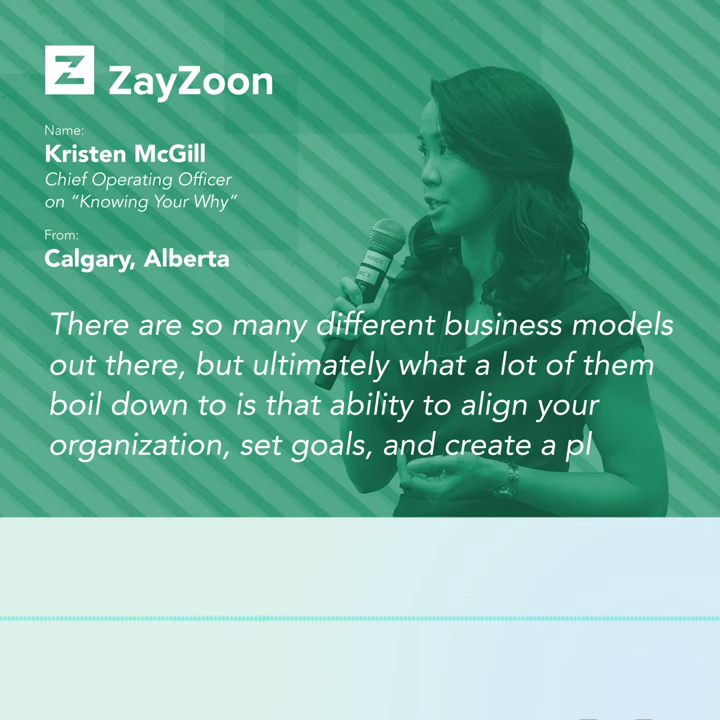 ZayZoon
Name:
Kristen McGill
Chief Operating Officer
on “Knowing Your Why”
From:
Calgary, Alberta
There are so many different business models
out there, but ultimately what a lot of them
boil down to is that ability to align your
organization, set goals, and create a pl